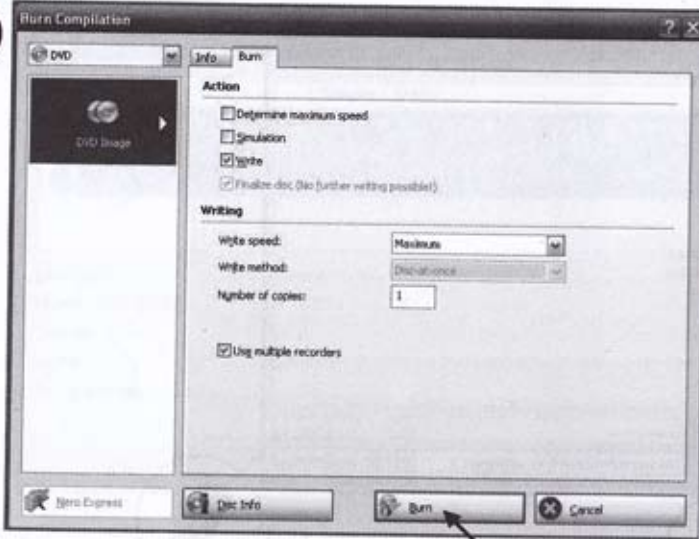 Burn Compilation
DVD
Info Burn
DVD Image
Action
Determine maximum speed
Simulation
Write
Finalize disc (No further writing possible!)
Writing
Write speed: Maximum
Write method: Disc-at-once
Number of copies: 1
Use multiple recorders
Nero Express
Disc Info
Burn
Cancel